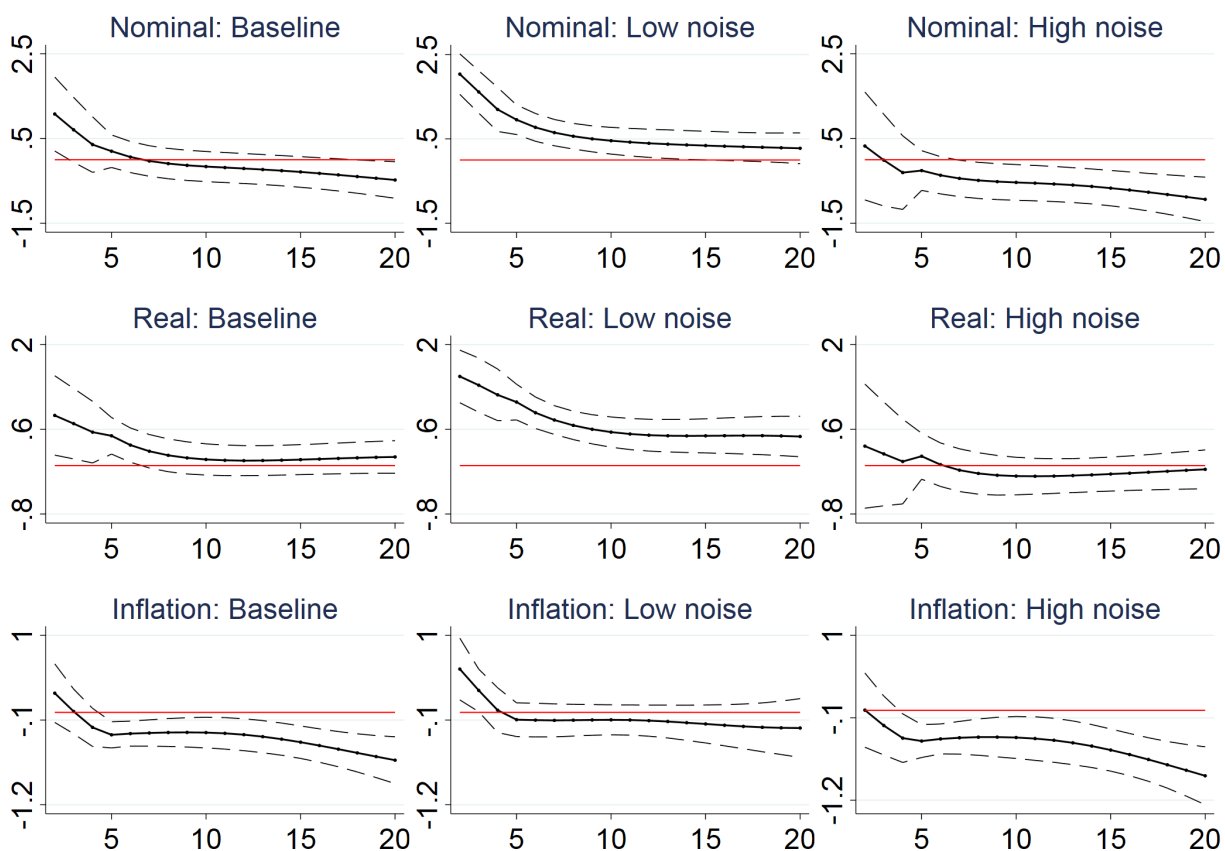 Nominal: Baseline Nominal: Low noise Nominal: High noise
2.5 2.5 2.5
.5 .5 .5
-1.5 -1.5 -1.5
5 10 15 20 5 10 15 20 5 10 15 20
Real: Baseline Real: Low noise Real: High noise
2 2 2
.6 .6 .6
-.8 -.8 -.8
5 10 15 20 5 10 15 20 5 10 15 20
Inflation: Baseline Inflation: Low noise Inflation: High noise
1 1 1
-.1 -.1 -.1
-1.2 -1.2 -1.2
5 10 15 20 5 10 15 20 5 10 15 20